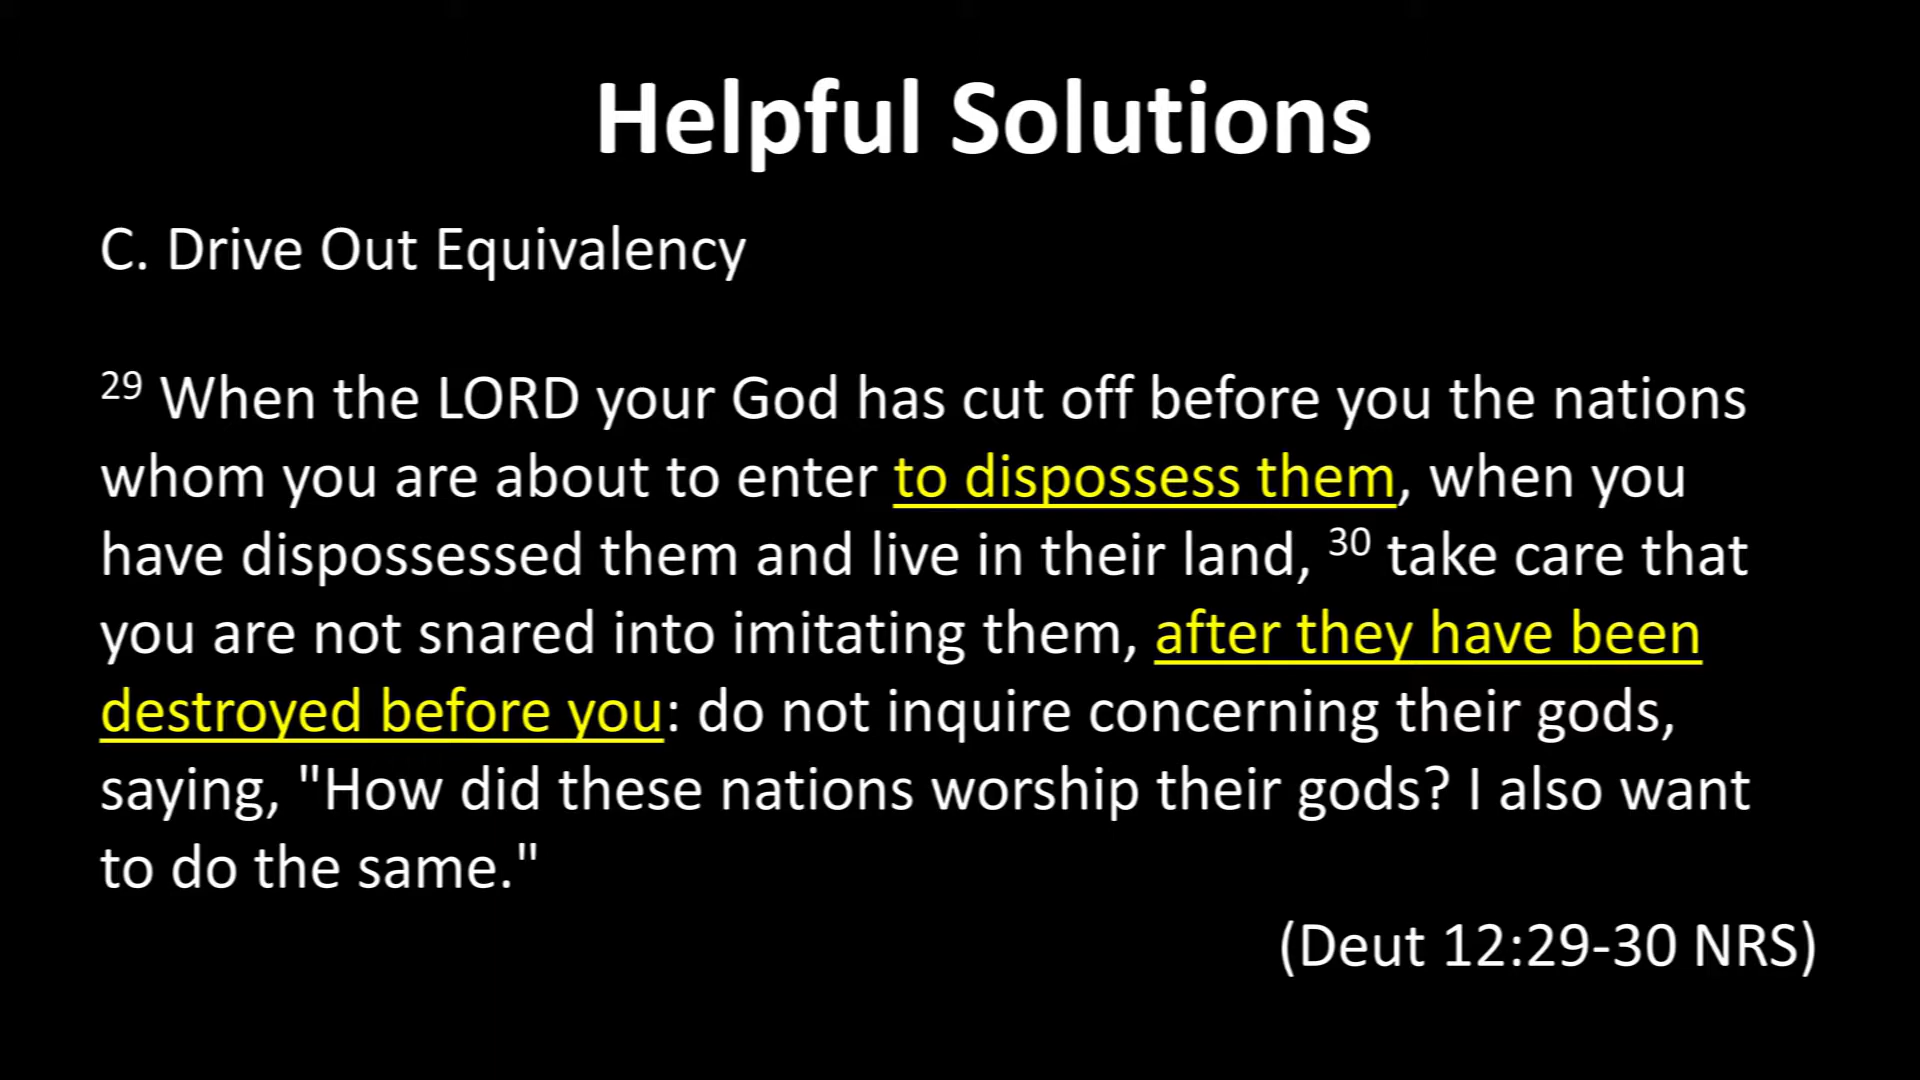 Helpful Solutions
C. Drive Out Equivalency
29 When the LORD your God has cut off before you the nations
whom you are about to enter to dispossess them, when you
have dispossessed them and live in their land, 30 take care that
you are not snared into imitating them, after they have been
destroyed before you: do not inquire concerning their gods,
saying, "How did these nations worship their gods? I also want
to do the same."
(Deut 12:29-30 NRS)